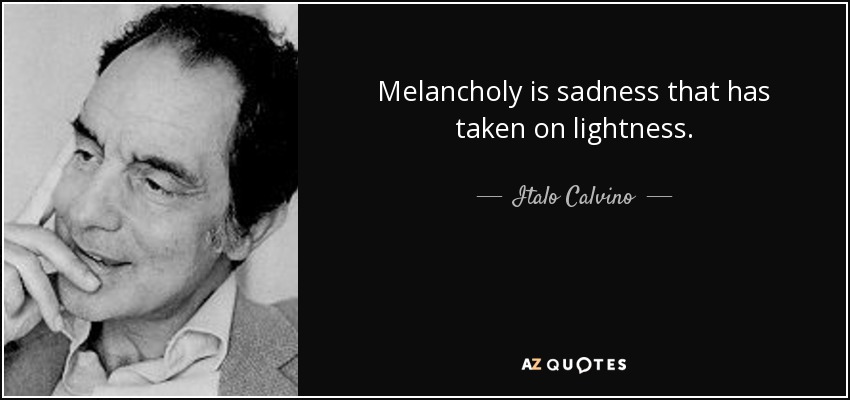 Melancholy is sadness that has
taken on lightness.
Italo Calvino
AZ QUOTES